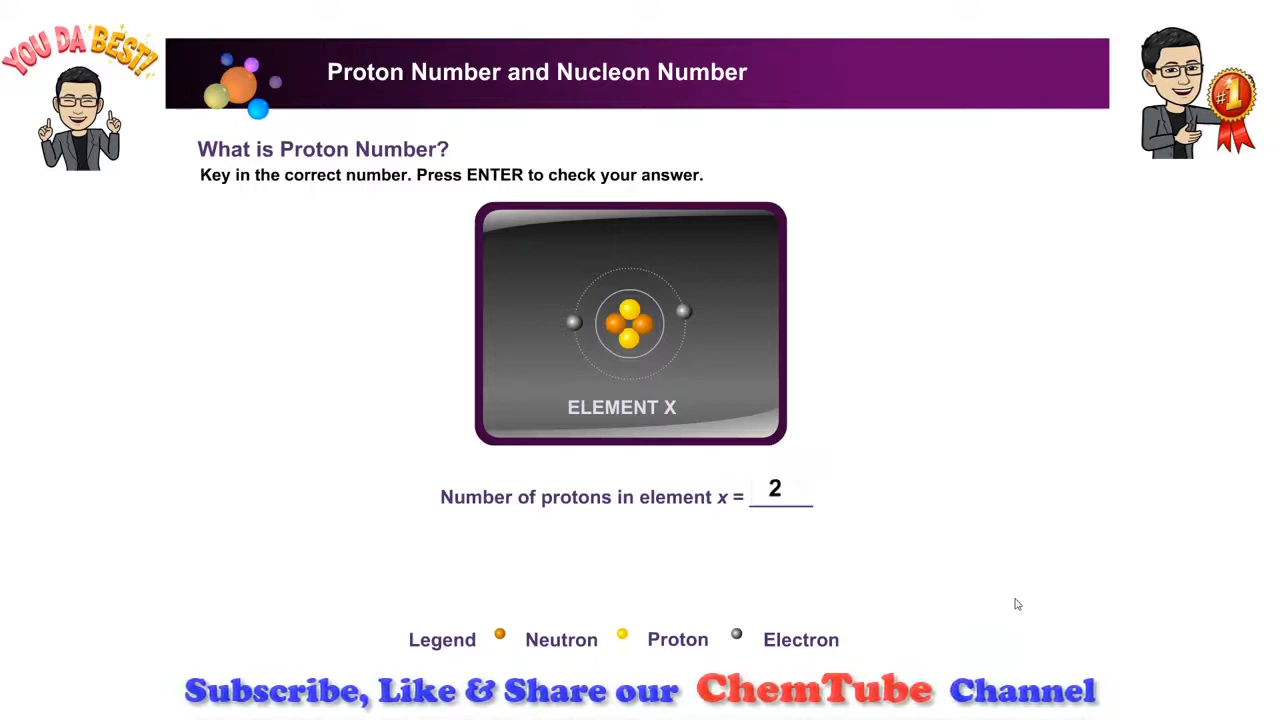 YOU DA BEST!
Proton Number and Nucleon Number
#1
What is Proton Number?
Key in the correct number. Press ENTER to check your answer.
ELEMENT X
Number of protons in element x = 2
Legend Neutron Proton Electron
Subscribe, Like & Share our ChemTube Channel